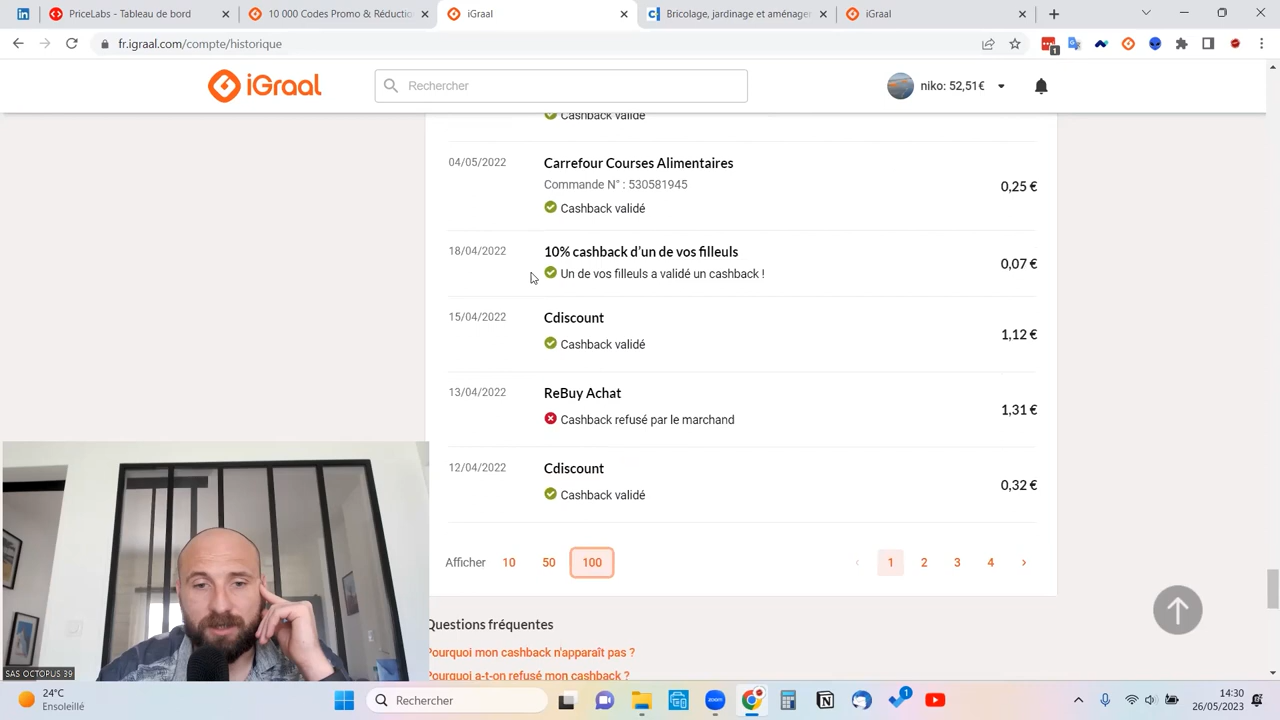 PriceLabs - Tableau de bord
10 000 Codes Promo & Réductio
iGraal
Bricolage, jardinage et aménage
iGraal
fr.igraal.com/compte/historique
1
iGraal
Rechercher
niko: 52,51€
Cashback validé
04/05/2022
Carrefour Courses Alimentaires
Commande N° : 530581945
0,25 €
Cashback validé
18/04/2022
10% cashback d'un de vos filleuls
0,07 €
Un de vos filleuls a validé un cashback !
15/04/2022
Cdiscount
1,12 €
Cashback validé
13/04/2022
ReBuy Achat
1,31 €
Cashback refusé par le marchand
12/04/2022
Cdiscount
0,32 €
Cashback validé
Afficher 10 50 100
1 2 3 4
Questions fréquentes
Pourquoi mon cashback n'apparaît pas ?
Pourquoi a-t-on refusé mon cashback ?
SAS OCTOPUS 39
24°C
Ensoleillé
Rechercher
1
14:30
26/05/2023